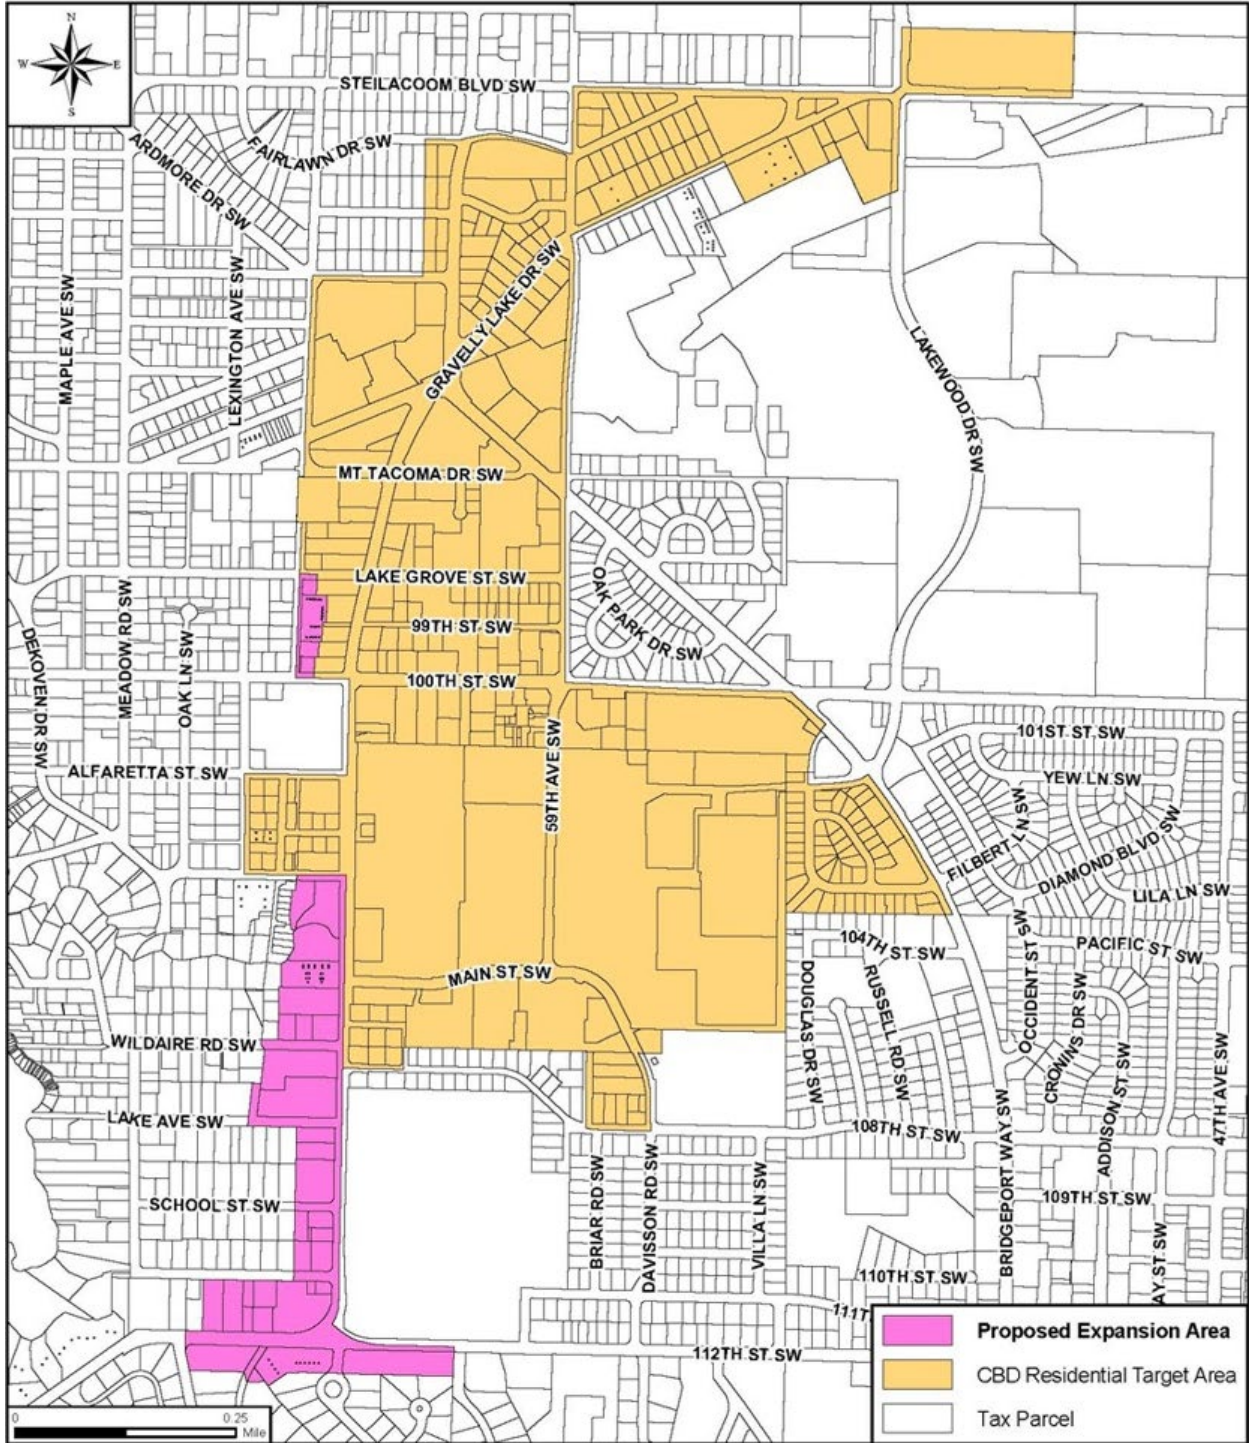 N
W E
S
STEILACOOM BLVD SW
FAIRLAWN DR SW
ARDMORE DR SW
MAPLE AVE SW
LEXINGTON AVE SW
GRAVELLY LAKE DR SW
LAKEWOOD DR SW
MT TACOMA DR SW
LAKE GROVE ST SW
OAK PARK DR SW
99TH ST SW
100TH ST SW
DEKOVEN DR SW
MEADOW RD SW
OAK LN SW
59TH AVE SW
101ST ST SW
ALFARETTA ST SW
YEW LN SW
FILBERT LN SW
DIAMOND BLVD SW
LILA LN SW
104TH ST SW
OCCIDENT ST SW
PACIFIC ST SW
MAIN ST SW
DOUGLAS DR SW
RUSSELL RD SW
CRONINS DR SW
WILDAIRE RD SW
ADDISON ST SW
47TH AVE SW
LAKE AVE SW
108TH ST SW
BRIDGEPORT WAY SW
SCHOOL ST SW
BRIAR RD SW
DAVISSON RD SW
VILLA LN SW
109TH ST SW
110TH ST SW
AY ST SW
111T
112TH ST SW
Proposed Expansion Area
CBD Residential Target Area
Tax Parcel
0 0.25
Mile